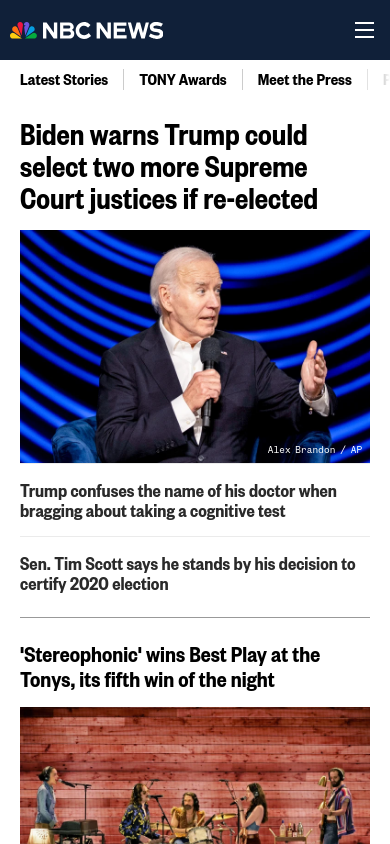 NBC NEWS
Latest Stories
TONY Awards
Meet the Press
Biden warns Trump could
select two more Supreme
Court justices if re-elected
Alex Brandon / AP
Trump confuses the name of his doctor when
bragging about taking a cognitive test
Sen. Tim Scott says he stands by his decision to
certify 2020 election
'Stereophonic' wins Best Play at the
Tonys, its fifth win of the night